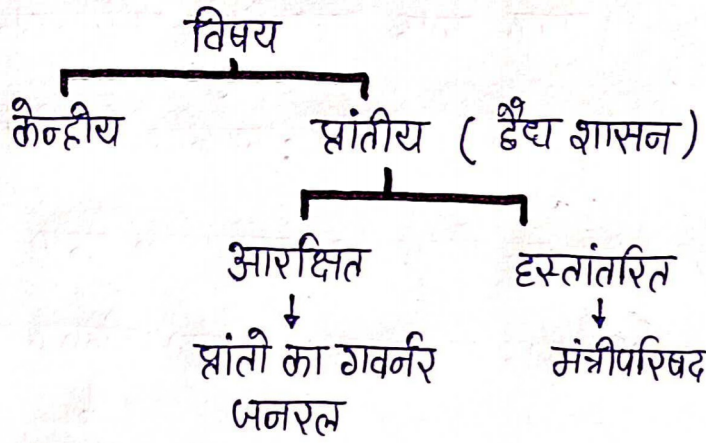 विषय
केन्द्रीय प्रांतीय ( द्वैध शासन )
आरक्षित हस्तांतरित
↓ ↓
प्रांतो का गवर्नर मंत्रीपरिषद
जनरल